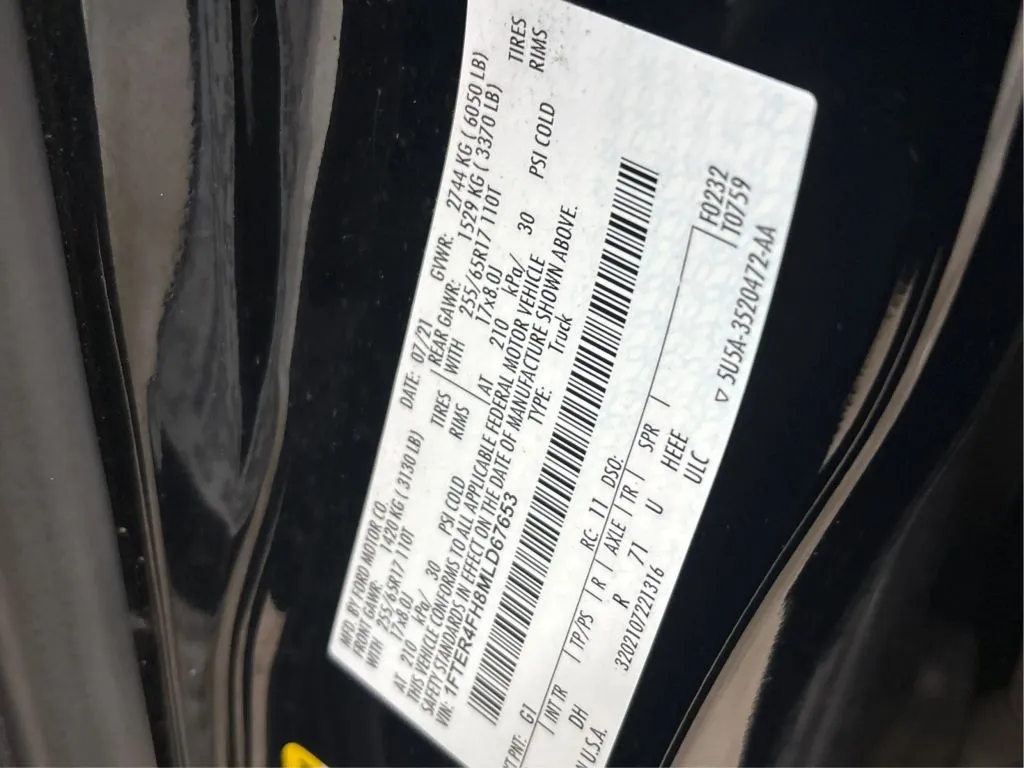 MFD. BY FORD MOTOR CO. DATE: 07/21 GVWR: 2744 KG ( 6050 LB)
FRONT GAWR: 1420 KG ( 3130 LB) REAR GAWR: 1529 KG ( 3370 LB)
WITH 255/65R17 110T TIRES WITH 255/65R17 110T TIRES
17x8.0J RIMS 17x8.0J RIMS
AT 210 kPa/ 30 PSI COLD AT 210 kPa/ 30 PSI COLD
THIS VEHICLE CONFORMS TO ALL APPLICABLE FEDERAL MOTOR VEHICLE
SAFETY STANDARDS IN EFFECT ON THE DATE OF MANUFACTURE SHOWN ABOVE.
VIN: 1FTER4FH8MLD67653 TYPE: Truck
PNT: G1 RC: 11 DSO: F0232
INT TR TP/PS R AXLE TR SPR T0759
DH R 71 U HEEE
U.S.A. 320210722131​6 ULC ▽ 5U5A-3520472-AA